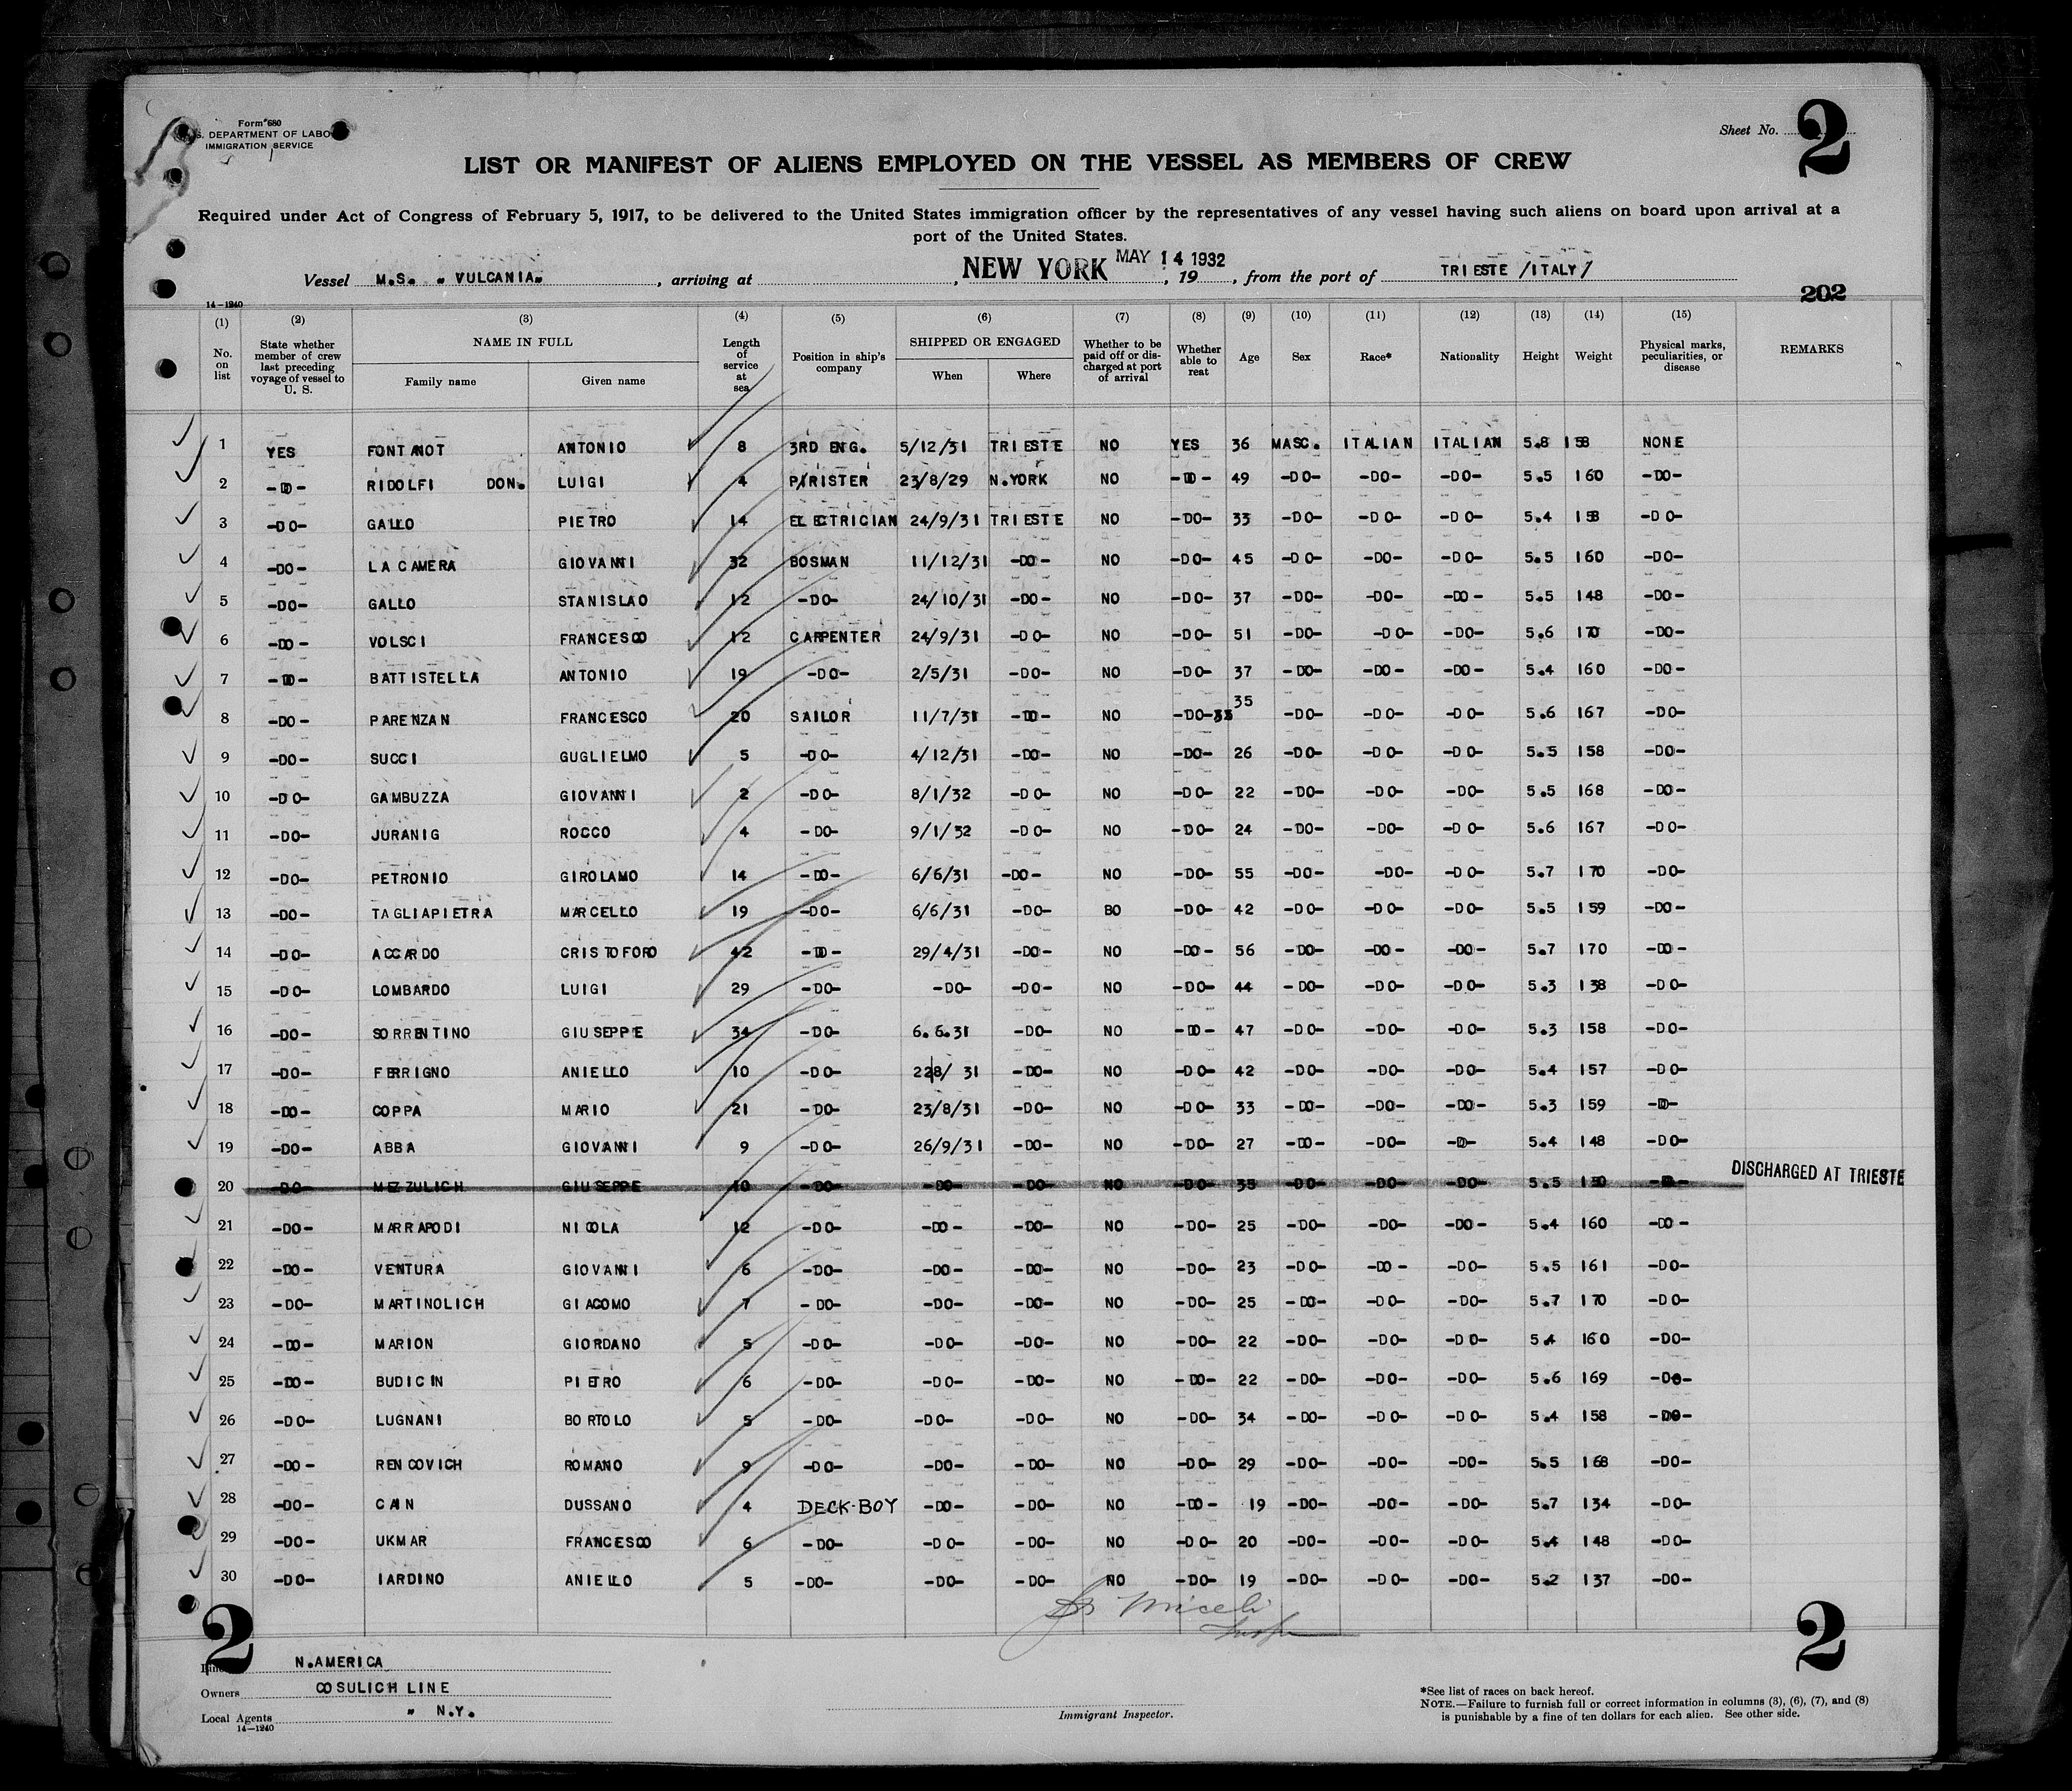 Form 680
U.S. DEPARTMENT OF LABOR
IMMIGRATION SERVICE
Sheet No. 2
LIST OR MANIFEST OF ALIENS EMPLOYED ON THE VESSEL AS MEMBERS OF CREW
Required under Act of Congress of February 5, 1917, to be delivered to the United States immigration officer by the representatives of any vessel having such aliens on board upon arrival at a
port of the United States.
Vessel M.S. „ VULCANIA„ , arriving at NEW YORK MAY 14 1932 , 19 , from the port of TRIESTE /ITALY/
202
14-1240
(1) No. on list (2) State whether member of crew last preceding voyage of vessel to U. S. (3) NAME IN FULL Family name Given name (4) Length of service at sea (5) Position in ship's company (6) SHIPPED OR ENGAGED When Where (7) Whether to be paid off or discharged at port of arrival (8) Whether able to reat (9) Age (10) Sex (11) Race* (12) Nationality (13) Height (14) Weight (15) Physical marks, peculiarities, or disease REMARKS
1 YES FONTANOT ANTONIO 8 3RD ENG. 5/12/31 TRIESTE NO YES 36 MASC. ITALIAN ITALIAN 5.8 158 NONE
2 -DO- RIDOLFI DON. LUIGI 4 P/RISTER 23/8/29 N.YORK NO -DO- 49 -DO- -DO- -DO- 5.5 160 -DO-
3 -DO- GALLO PIETRO 14 ELECTRICIAN 24/9/31 TRIESTE NO -DO- 33 -DO- -DO- -DO- 5.4 158 -DO-
4 -DO- LA CAMERA GIOVANNI 32 BOSMAN 11/12/31 -DO- NO -DO- 45 -DO- -DO- -DO- 5.5 160 -DO-
5 -DO- GALLO STANISLAO 12 -DO- 24/10/31 -DO- NO -DO- 37 -DO- -DO- -DO- 5.5 148 -DO-
6 -DO- VOLSCI FRANCESCO 12 CARPENTER 24/9/31 -DO- NO -DO- 51 -DO- -DO- -DO- 5.6 170 -DO-
7 -DO- BATTISTELLA ANTONIO 19 -DO- 2/5/31 -DO- NO -DO- 37 -DO- -DO- -DO- 5.4 160 -DO-
8 -DO- PARENZAN FRANCESCO 20 SAILOR 11/7/31 -DO- NO -DO- 35 -DO- -DO- -DO- 5.6 167 -DO-
9 -DO- SUCCI GUGLIELMO 5 -DO- 4/12/31 -DO- NO -DO- 26 -DO- -DO- -DO- 5.5 158 -DO-
10 -DO- GAMBUZZA GIOVANNI 2 -DO- 8/1/32 -DO- NO -DO- 22 -DO- -DO- -DO- 5.5 168 -DO-
11 -DO- JURANIG ROCCO 4 -DO- 9/1/32 -DO- NO -DO- 24 -DO- -DO- -DO- 5.6 167 -DO-
12 -DO- PETRONIO GIROLAMO 14 -DO- 6/6/31 -DO- NO -DO- 55 -DO- -DO- -DO- 5.7 170 -DO-
13 -DO- TAGLIAPIETRA MARCELLO 19 -DO- 6/6/31 -DO- BO -DO- 42 -DO- -DO- -DO- 5.5 159 -DO-
14 -DO- ACCARDO CRISTOFORO 42 -DO- 29/4/31 -DO- NO -DO- 56 -DO- -DO- -DO- 5.7 170 -DO-
15 -DO- LOMBARDO LUIGI 29 -DO- -DO- -DO- NO -DO- 44 -DO- -DO- -DO- 5.3 138 -DO-
16 -DO- SORRENTINO GIUSEPPE 34 -DO- 6.6.31 -DO- NO -DO- 47 -DO- -DO- -DO- 5.3 158 -DO-
17 -DO- FERRIGNO ANIELLO 10 -DO- 228/ 31 -DO- NO -DO- 42 -DO- -DO- -DO- 5.4 157 -DO-
18 -DO- COPPA MARIO 21 -DO- 23/8/31 -DO- NO -DO- 33 -DO- -DO- -DO- 5.3 159 -DO-
19 -DO- ABBA GIOVANNI 9 -DO- 26/9/31 -DO- NO -DO- 27 -DO- -DO- -DO- 5.4 148 -DO-
20 -DO- MEZZULICH GIUSEPPE 10 -DO- -DO- -DO- NO -DO- 35 -DO- -DO- -DO- 5.5 150 -DO- DISCHARGED AT TRIESTE
21 -DO- MARRAPODI NICOLA 12 -DO- -DO- -DO- NO -DO- 25 -DO- -DO- -DO- 5.4 160 -DO-
22 -DO- VENTURA GIOVANNI 6 -DO- -DO- -DO- NO -DO- 23 -DO- -DO- -DO- 5.5 161 -DO-
23 -DO- MARTINOLICH GIACOMO 7 -DO- -DO- -DO- NO -DO- 25 -DO- -DO- -DO- 5.7 170 -DO-
24 -DO- MARION GIORDANO 5 -DO- -DO- -DO- NO -DO- 22 -DO- -DO- -DO- 5.4 160 -DO-
25 -DO- BUDICIN PIETRO 6 -DO- -DO- -DO- NO -DO- 22 -DO- -DO- -DO- 5.6 169 -DO-
26 -DO- LUGNANI BORTOLO 5 -DO- -DO- -DO- NO -DO- 34 -DO- -DO- -DO- 5.4 158 -DO-
27 -DO- RENCOVICH ROMANO 9 -DO- -DO- -DO- NO -DO- 29 -DO- -DO- -DO- 5.5 168 -DO-
28 -DO- CAIN DUSSANO 4 DECK-BOY -DO- -DO- NO -DO- 19 -DO- -DO- -DO- 5.7 134 -DO-
29 -DO- UKMAR FRANCESCO 6 -DO- -DO- -DO- NO -DO- 20 -DO- -DO- -DO- 5.4 148 -DO-
30 -DO- IARDINO ANIELLO 5 -DO- -DO- -DO- NO -DO- 19 -DO- -DO- -DO- 5.2 137 -DO-
Miceli
2
2
Line N.AMERICA
Owners COSULICH LINE
Local Agents „ N.Y.
14-1240
Immigrant Inspector.
*See list of races on back hereof.
NOTE.—Failure to furnish full or correct information in columns (3), (6), (7), and (8)
is punishable by a fine of ten dollars for each alien. See other side.